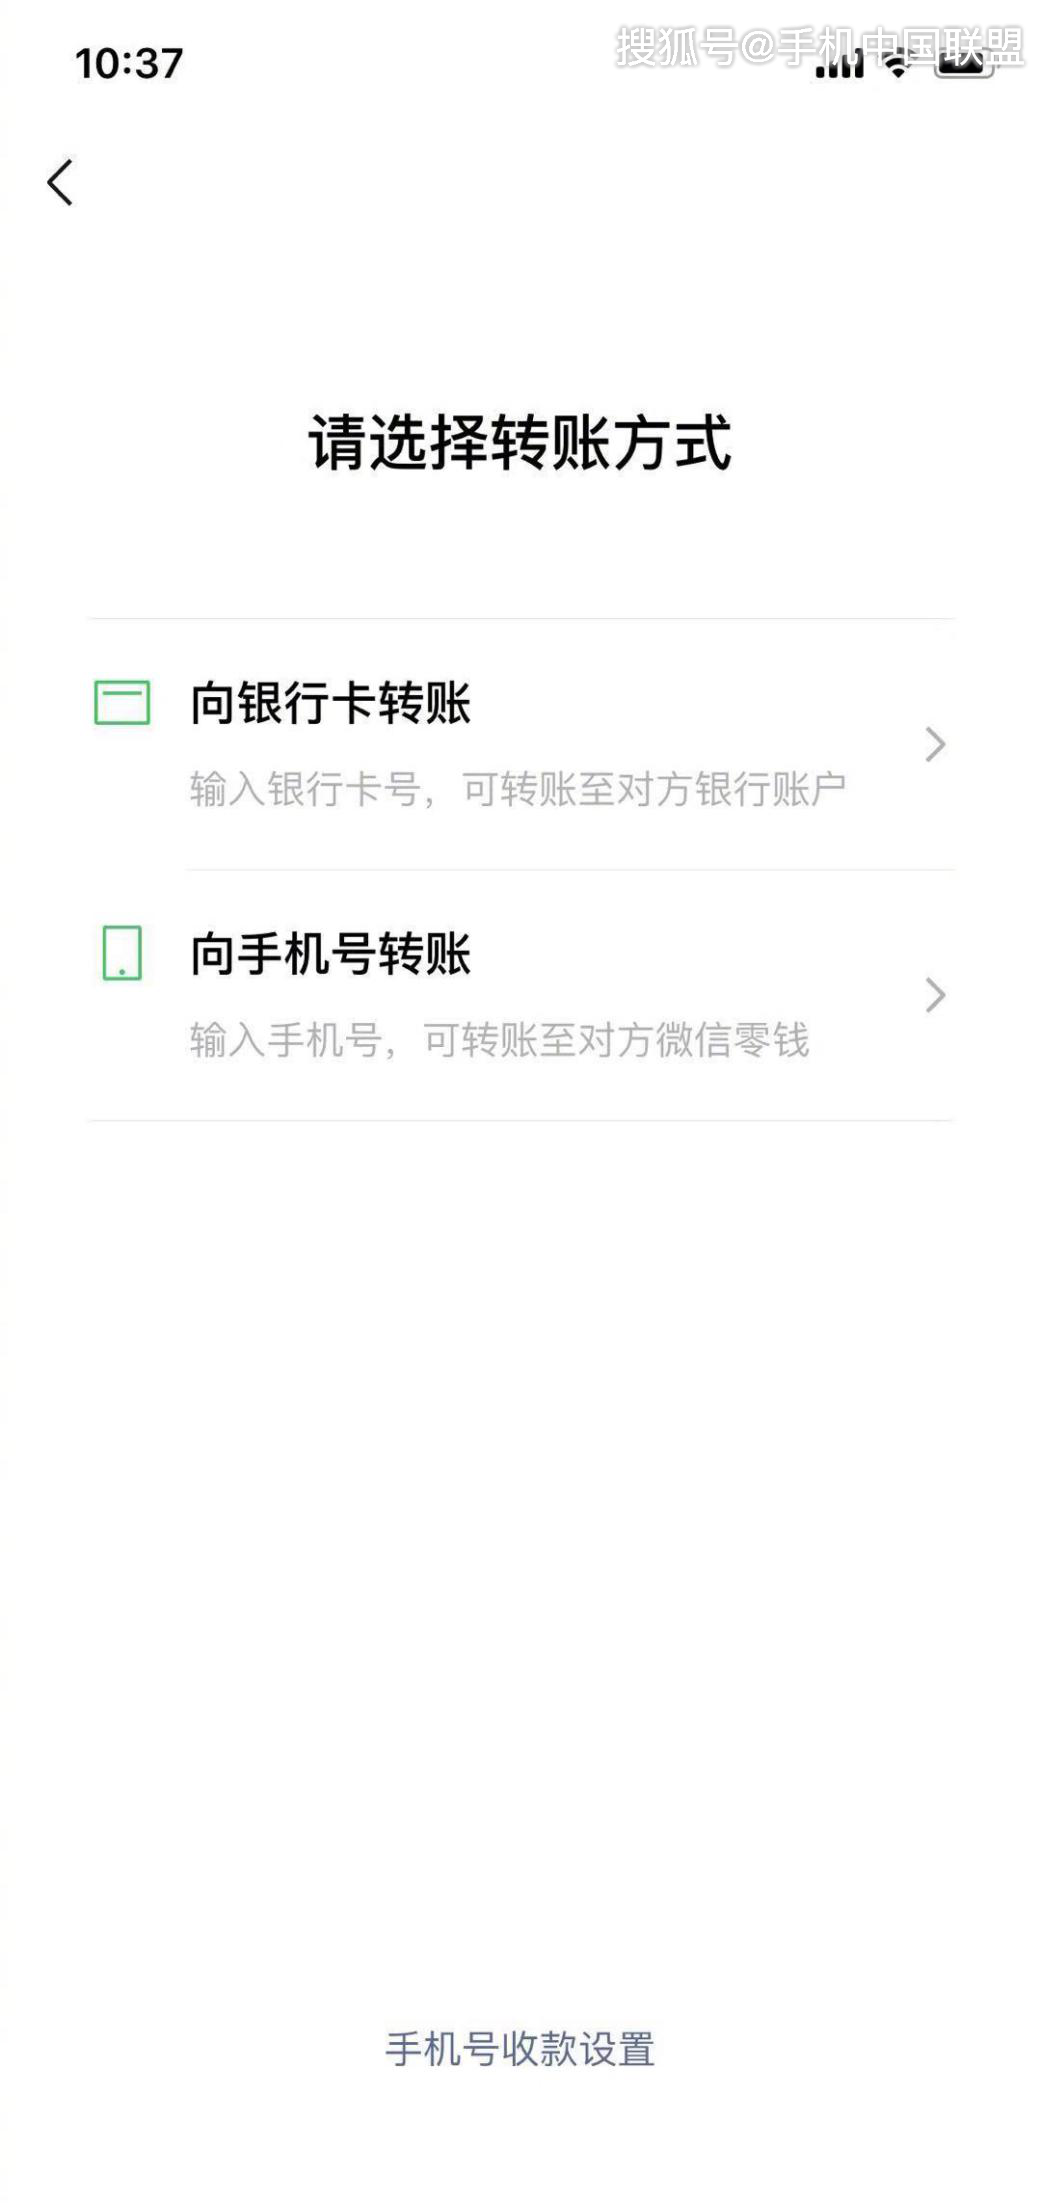 搜狐号@手机中国联盟
10:37
请选择转账方式
向银行卡转账
输入银行卡号，可转账至对方银行账户
向手机号转账
输入手机号，可转账至对方微信零钱
手机号收款设置